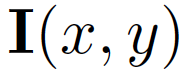 I(x, y)